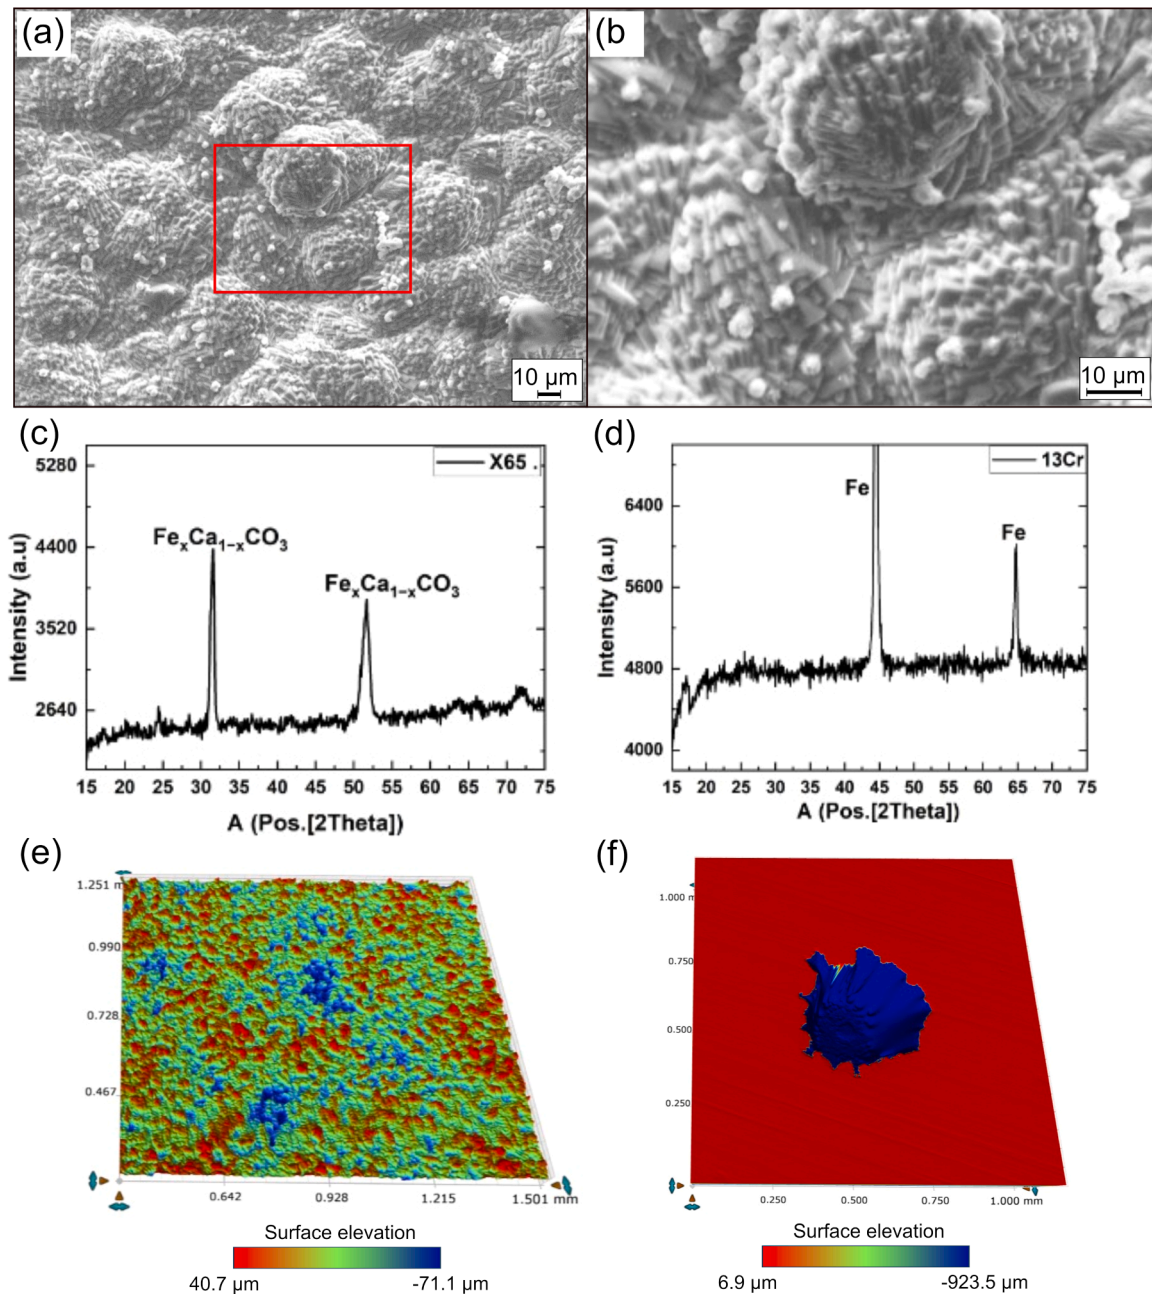 (a)
(b
10 μm
10 μm
(c)
X65 .
5280
4400
3520
2640
Intensity (a.u)
FexCa1−xCO3
FexCa1−xCO3
15 20 25 30 35 40 45 50 55 60 65 70 75
A (Pos.[2Theta])
(d)
13Cr
6400
5600
4800
4000
Intensity (a.u)
Fe
Fe
15 20 25 30 35 40 45 50 55 60 65 70 75
A (Pos.[2Theta])
(e)
1.251 m
0.990
0.728
0.467
0.642 0.928 1.215 1.501 mm
Surface elevation
40.7 μm -71.1 μm
(f)
1.000 m
0.750
0.500
0.250
0.250 0.500 0.750 1.000 mm
Surface elevation
6.9 μm -923.5 μm